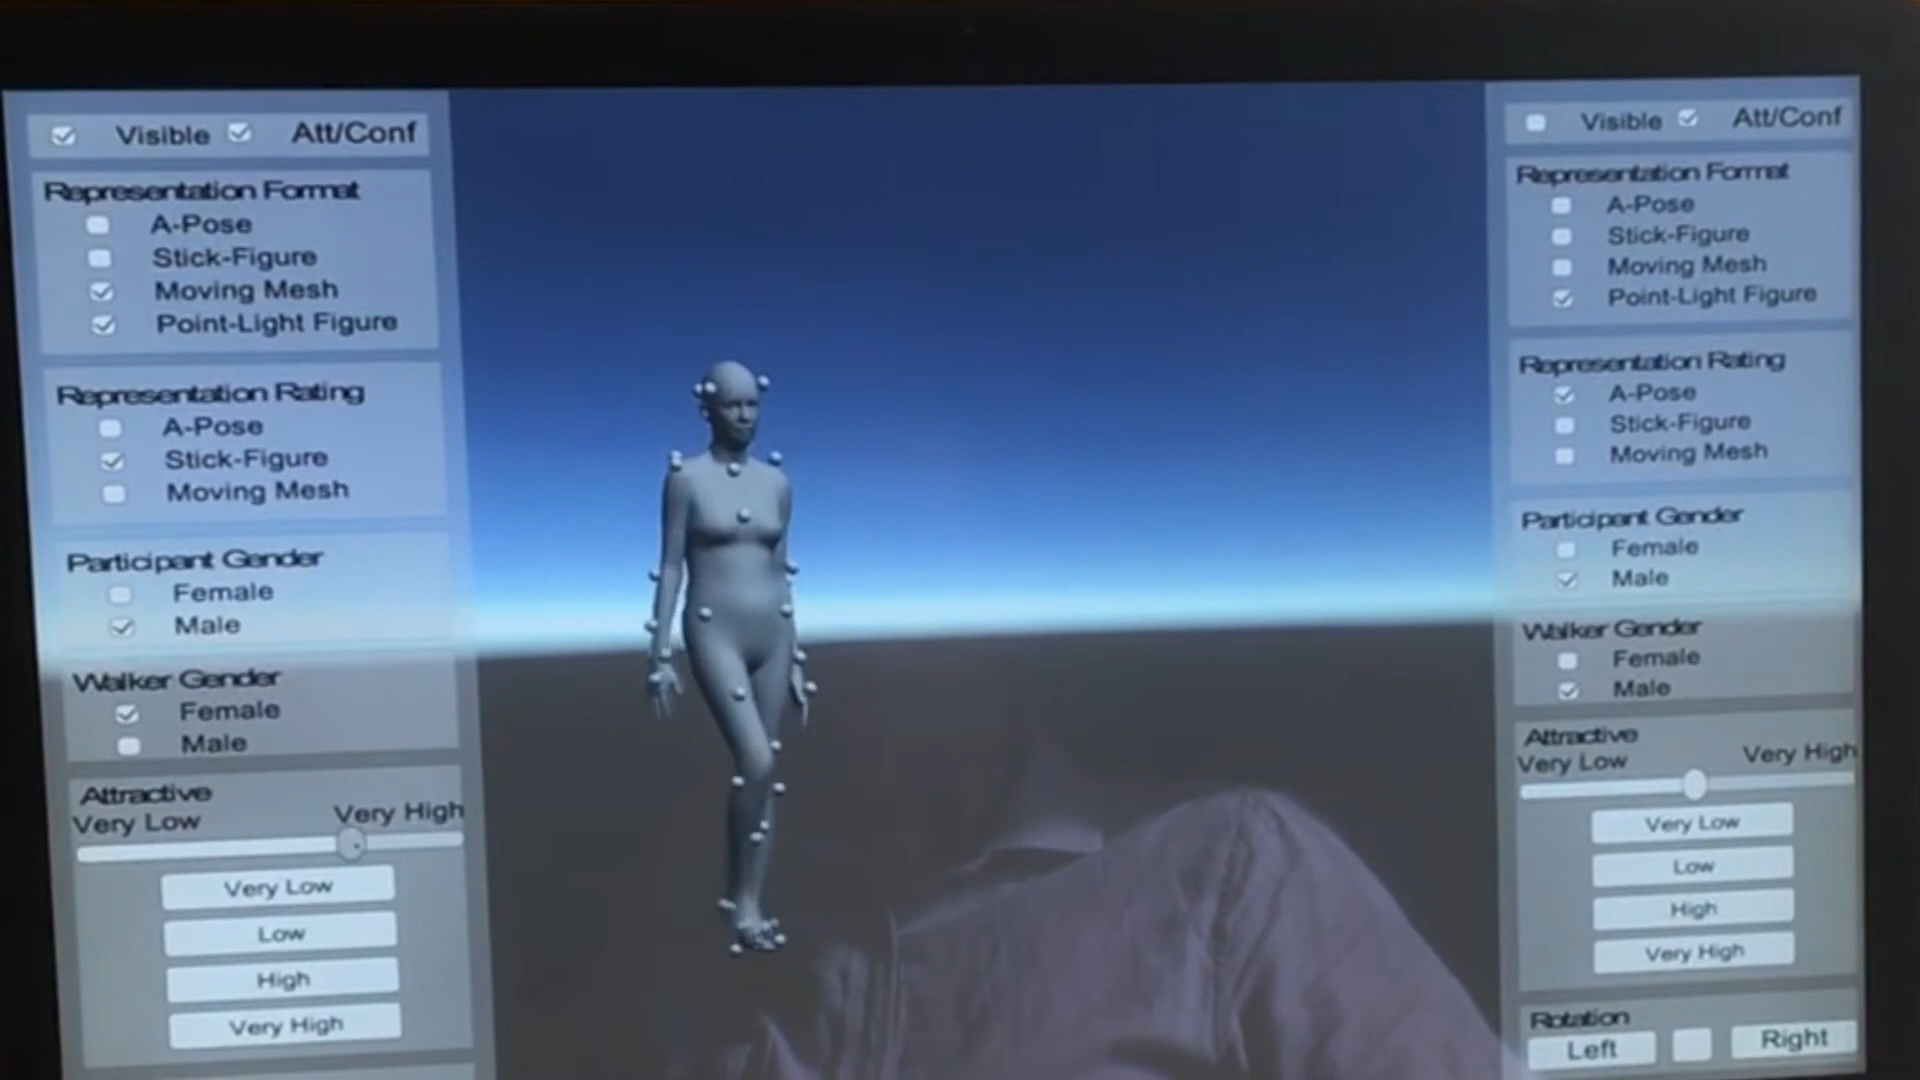 Visible Att/Conf
Representation Format
A-Pose
Stick-Figure
Moving Mesh
Point-Light Figure
Representation Rating
A-Pose
Stick-Figure
Moving Mesh
Participant Gender
Female
Male
Walker Gender
Female
Male
Attractive
Very Low Very High
Very Low
Low
High
Very High
Visible Att/Conf
Representation Format
A-Pose
Stick-Figure
Moving Mesh
Point-Light Figure
Representation Rating
A-Pose
Stick-Figure
Moving Mesh
Participant Gender
Female
Male
Walker Gender
Female
Male
Attractive
Very Low Very High
Very Low
Low
High
Very High
Rotation
Left Right